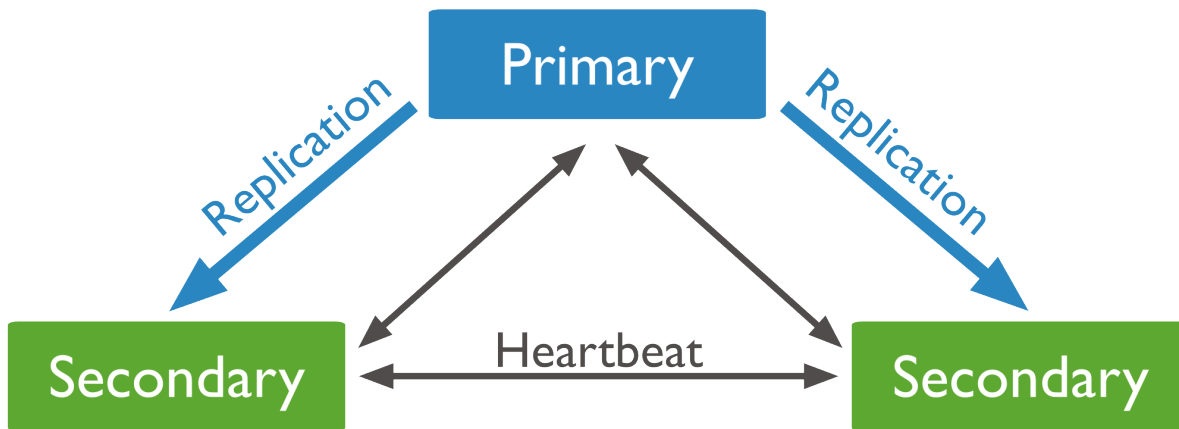 Primary
Replication
Replication
Heartbeat
Secondary
Secondary